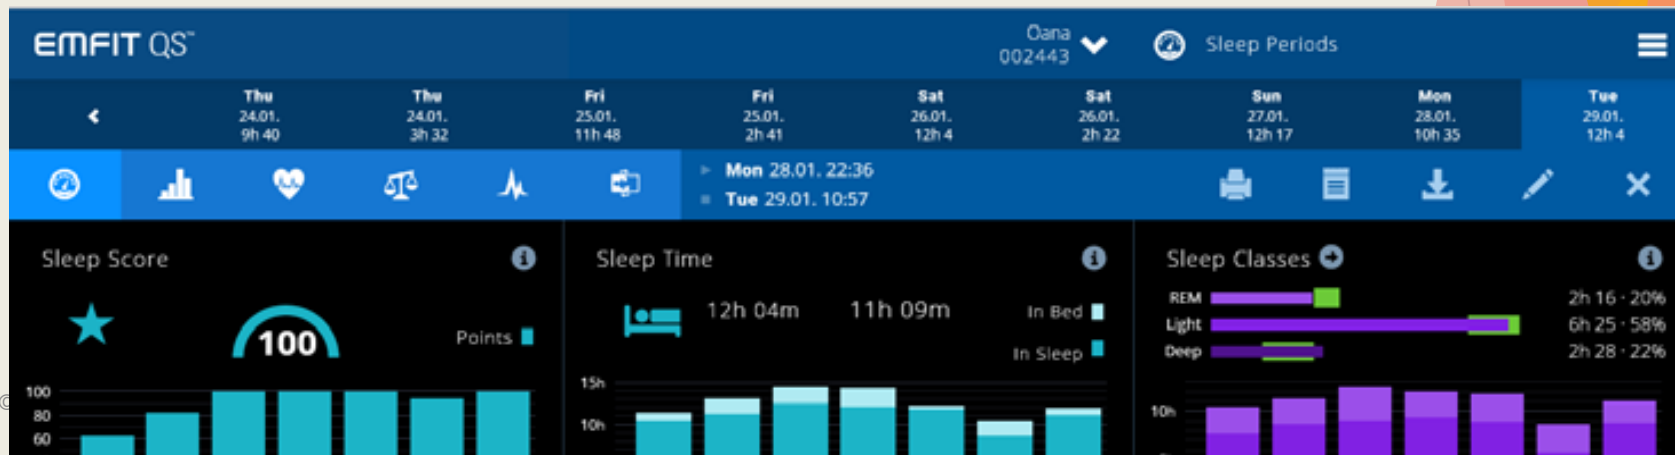 EMFIT QS™
Oana
002443
Sleep Periods
Thu
24.01.
9h 40
Thu
24.01.
3h 32
Fri
25.01.
11h 48
Fri
25.01.
2h 41
Sat
26.01.
12h 4
Sat
26.01.
2h 22
Sun
27.01.
12h 17
Mon
28.01.
10h 35
Tue
29.01.
12h 4
Mon 28.01. 22:36
Tue 29.01. 10:57
Sleep Score
100
Points
100
80
60
Sleep Time
12h 04m
11h 09m
In Bed
In Sleep
15h
10h
Sleep Classes
REM
2h 16 · 20%
Light
6h 25 · 58%
Deep
2h 28 · 22%
10h
©